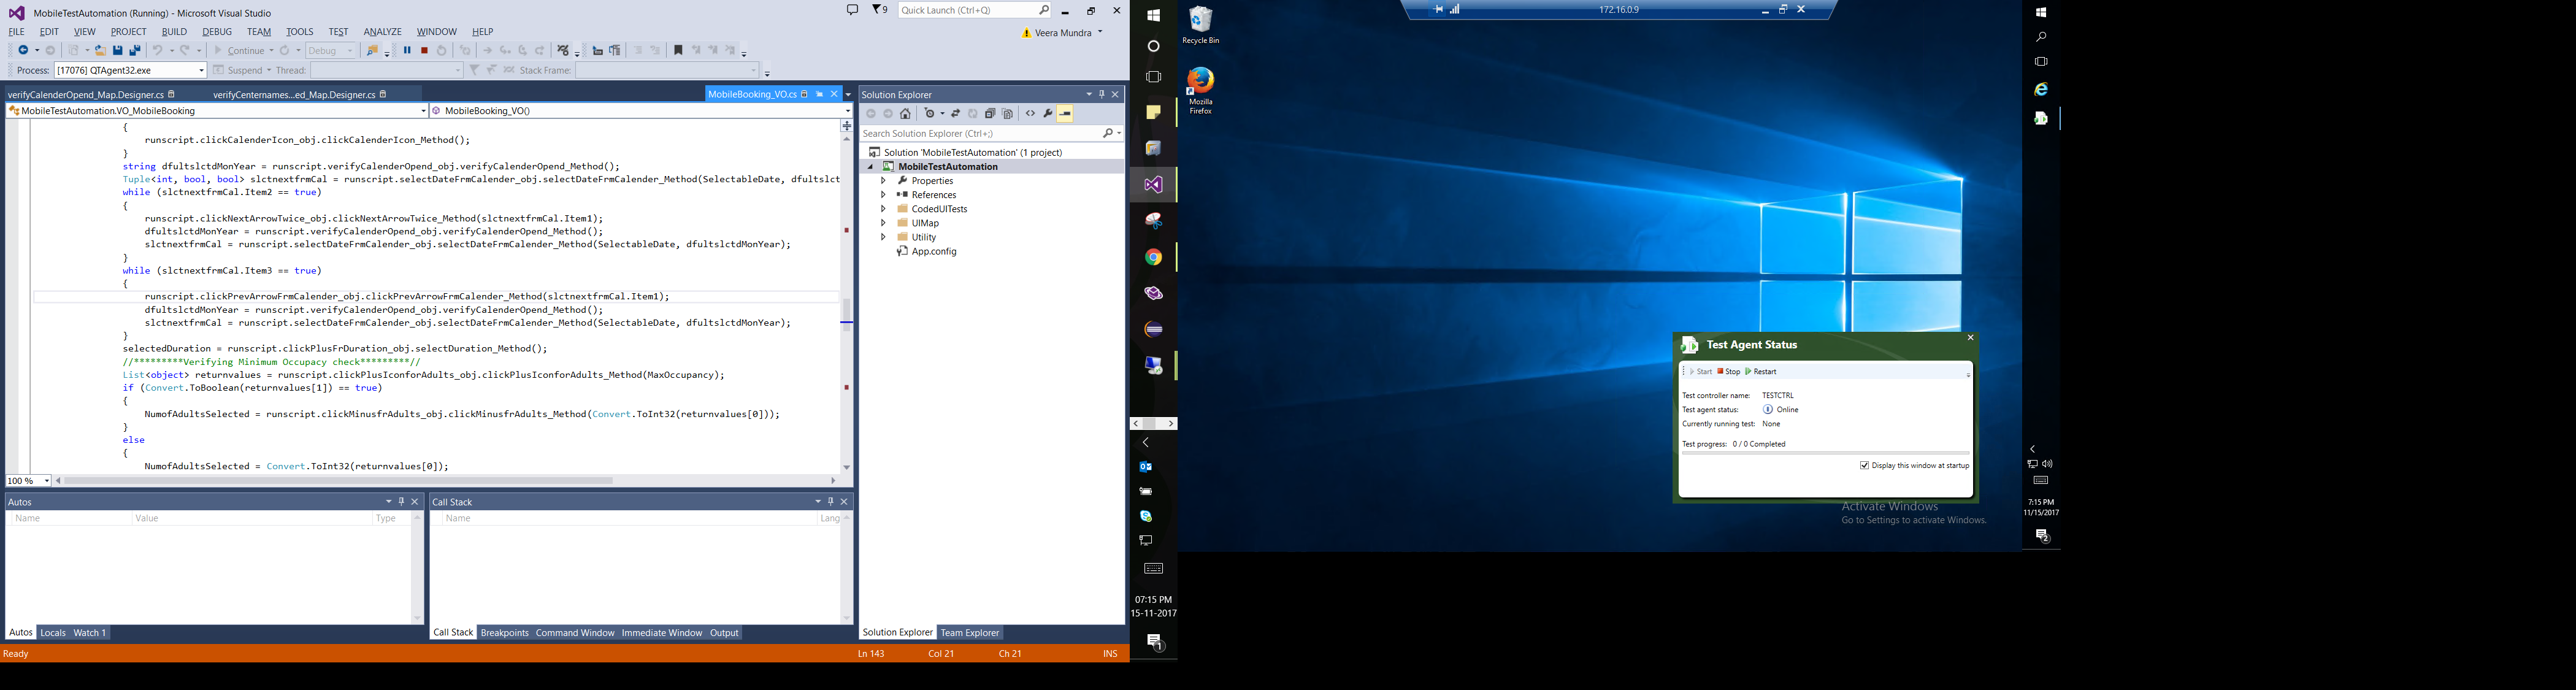 MobileTestAutomation (Running) - Microsoft Visual Studio
9
Quick Launch (Ctrl+Q)
FILE EDIT VIEW PROJECT BUILD DEBUG TEAM TOOLS TEST ANALYZE WINDOW HELP
Veera Mundra
Continue Debug
Process: [17076] QTAgent32.exe Suspend Thread: Stack Frame:
verifyCalenderOpend_Map.Designer.cs verifyCenternames...ed_Map.Designer.cs MobileBooking_VO.cs
MobileTestAutomation.VO_MobileBooking MobileBooking_VO()
{
runscript.clickCalenderIcon_obj.clickCalenderIcon_Method();
}
string dfultslctdMonYear = runscript.verifyCalenderOpend_obj.verifyCalenderOpend_Method();
Tuple<int, bool, bool> slctnextfrmCal = runscript.selectDateFrmCalender_obj.selectDateFrmCalender_Method(SelectableDate, dfultslct
while (slctnextfrmCal.Item2 == true)
{
runscript.clickNextArrowTwice_obj.clickNextArrowTwice_Method(slctnextfrmCal.Item1);
dfultslctdMonYear = runscript.verifyCalenderOpend_obj.verifyCalenderOpend_Method();
slctnextfrmCal = runscript.selectDateFrmCalender_obj.selectDateFrmCalender_Method(SelectableDate, dfultslctdMonYear);
}
while (slctnextfrmCal.Item3 == true)
{
runscript.clickPrevArrowFrmCalender_obj.clickPrevArrowFrmCalender_Method(slctnextfrmCal.Item1);
dfultslctdMonYear = runscript.verifyCalenderOpend_obj.verifyCalenderOpend_Method();
slctnextfrmCal = runscript.selectDateFrmCalender_obj.selectDateFrmCalender_Method(SelectableDate, dfultslctdMonYear);
}
selectedDuration = runscript.clickPlusFrDuration_obj.selectDuration_Method();
//*********Verifying Minimum Occupacy check*********//
List<object> returnvalues = runscript.clickPlusIconforAdults_obj.clickPlusIconforAdults_Method(MaxOccupancy);
if (Convert.ToBoolean(returnvalues[1]) == true)
{
NumofAdultsSelected = runscript.clickMinusfrAdults_obj.clickMinusfrAdults_Method(Convert.ToInt32(returnvalues[0]));
}
else
{
NumofAdultsSelected = Convert.ToInt32(returnvalues[0]);
100 %
Autos
Name Value Type
Autos Locals Watch 1
Call Stack
Name Lang
Call Stack Breakpoints Command Window Immediate Window Output
Solution Explorer
Search Solution Explorer (Ctrl+;)
Solution 'MobileTestAutomation' (1 project)
MobileTestAutomation
Properties
References
CodedUITests
UIMap
Utility
App.config
Solution Explorer Team Explorer
Ready Ln 143 Col 21 Ch 21 INS
07:15 PM
15-11-2017
1
172.16.0.9
Recycle Bin
Mozilla
Firefox
Test Agent Status
Start Stop Restart
Test controller name: TESTCTRL
Test agent status: Online
Currently running test: None
Test progress: 0 / 0 Completed
Display this window at startup
Activate Windows
Go to Settings to activate Windows.
7:15 PM
11/15/2017
2